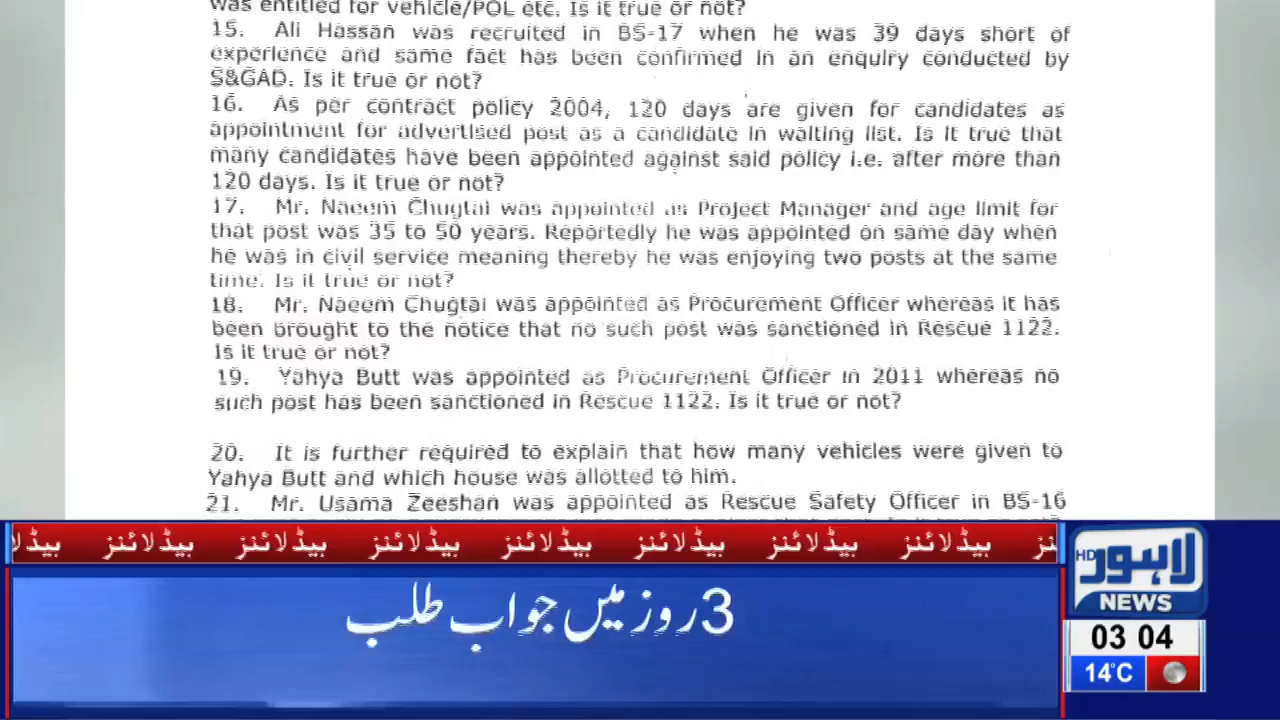 was entitled for vehicle/POL etc. Is it true or not?
15. Ali Hassan was recruited in BS-17 when he was 39 days short of
experience and same fact has been confirmed in an enquiry conducted by
S&GAD. Is it true or not?
16. As per contract policy 2004, 120 days are given for candidates as
appointment for advertised post as a candidate in waiting list. Is it true that
many candidates have been appointed against said policy i.e. after more than
120 days. Is it true or not?
17. Mr. Naeem Chugtai was appointed as Project Manager and age limit for
that post was 35 to 50 years. Reportedly he was appointed on same day when
he was in civil service meaning thereby he was enjoying two posts at the same
time. Is it true or not?
18. Mr. Naeem Chugtai was appointed as Procurement Officer whereas it has
been brought to the notice that no such post was sanctioned in Rescue 1122.
Is it true or not?
19. Yahya Butt was appointed as Procurement Officer in 2011 whereas no
such post has been sanctioned in Rescue 1122. Is it true or not?
20. It is further required to explain that how many vehicles were given to
Yahya Butt and which house was allotted to him.
21. Mr. Usama Zeeshan was appointed as Rescue Safety Officer in BS-16
ہیڈلائنز ہیڈلائنز ہیڈلائنز ہیڈلائنز ہیڈلائنز ہیڈلائنز ہیڈلائنز
3 روز میں جواب طلب
لاہور HD
NEWS
03 04
14°C